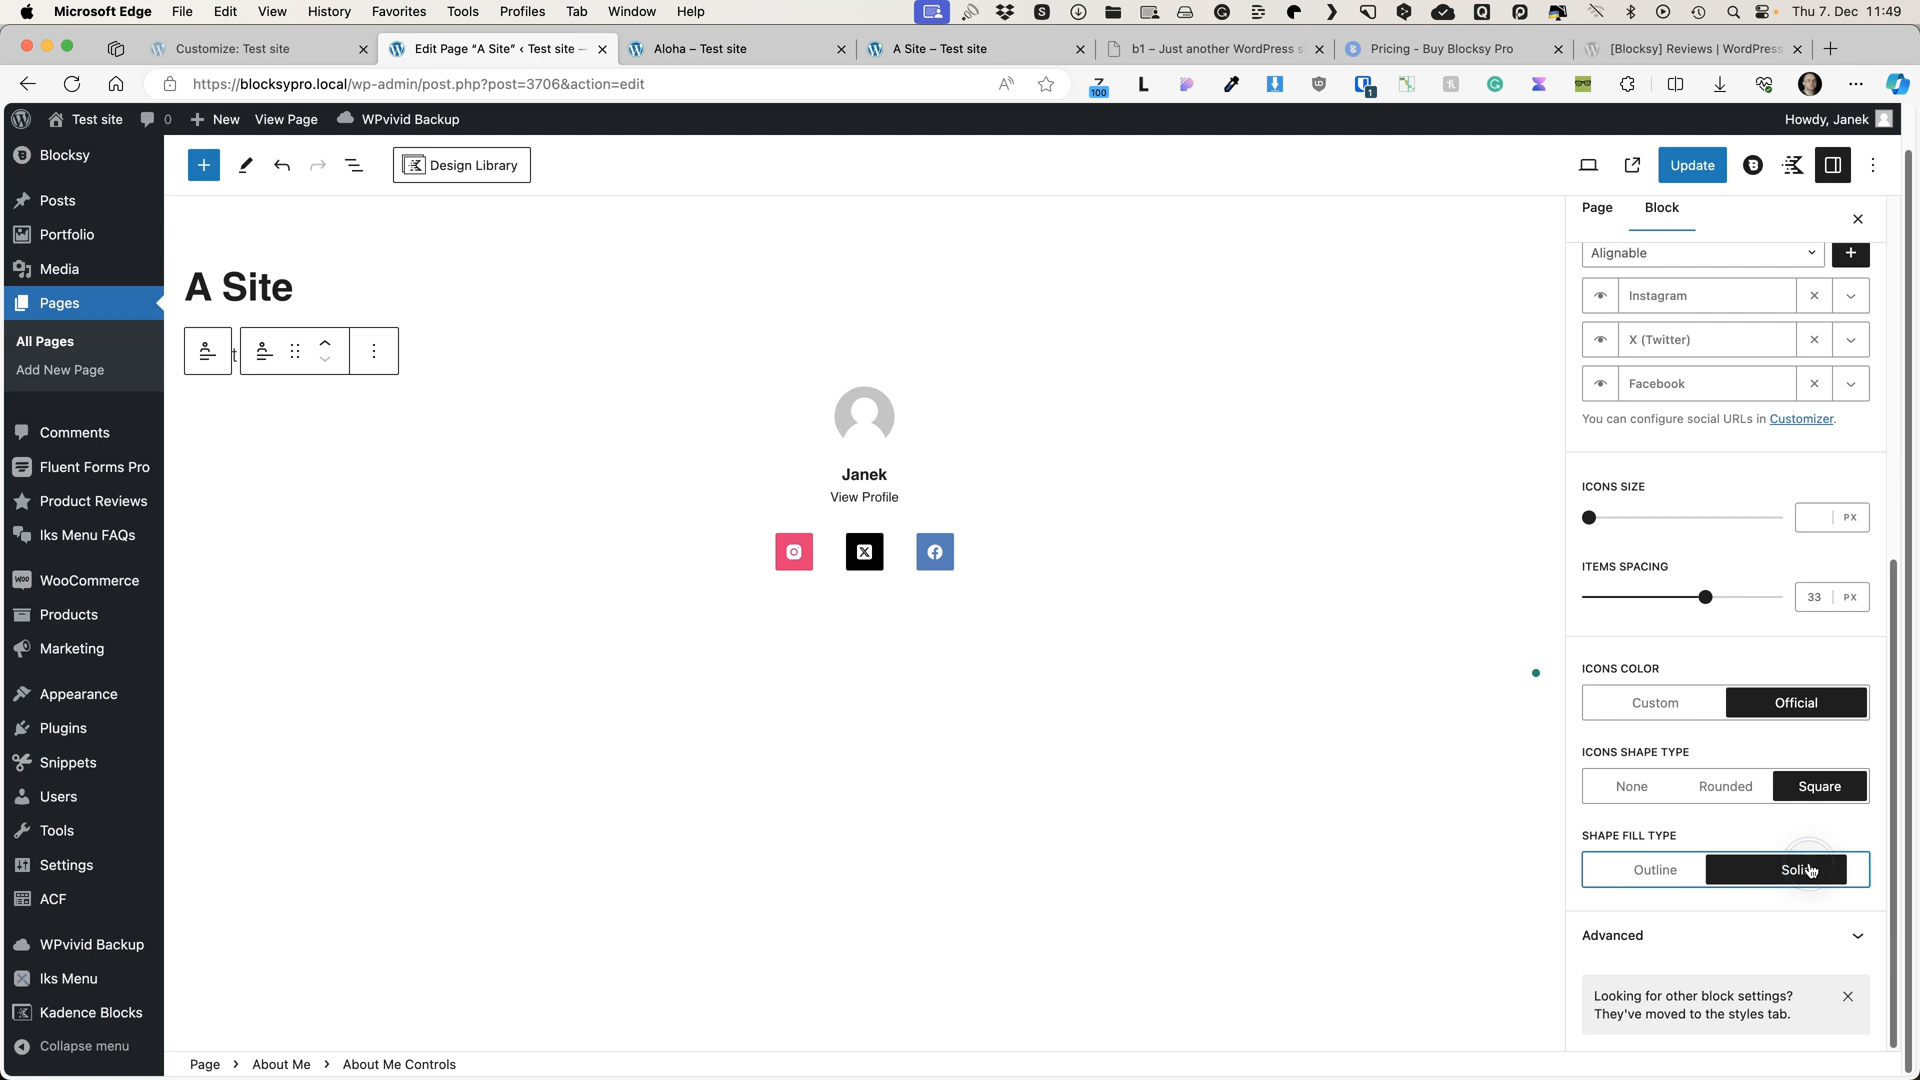 Microsoft Edge File Edit View History Favorites Tools Profiles Tab Window Help Thu 7. Dec 11:49
Customize: Test site
Edit Page “A Site” ‹ Test site –
Aloha – Test site
A Site – Test site
b1 – Just another WordPress s
Pricing - Buy Blocksy Pro
[Blocksy] Reviews | WordPress
https://blocksypro.local/wp-admin/post.php?post=3706&action=edit
100
1
Test site 0 New View Page WPvivid Backup Howdy, Janek
Blocksy
Posts
Portfolio
Media
Pages
All Pages
Add New Page
Comments
Fluent Forms Pro
Product Reviews
Iks Menu FAQs
WooCommerce
Products
Marketing
Appearance
Plugins
Snippets
Users
Tools
Settings
ACF
WPvivid Backup
Iks Menu
Kadence Blocks
Collapse menu
Design Library
Update
A Site
t
Janek
View Profile
Page Block
Alignable
Instagram
X (Twitter)
Facebook
You can configure social URLs in Customizer.
ICONS SIZE
PX
ITEMS SPACING
33 PX
ICONS COLOR
Custom Official
ICONS SHAPE TYPE
None Rounded Square
SHAPE FILL TYPE
Outline Soli
Advanced
Looking for other block settings?
They've moved to the styles tab.
Page › About Me › About Me Controls